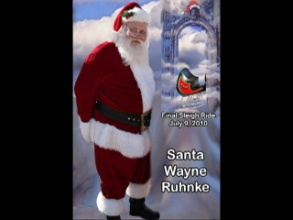 Final Sleigh Ride
July 9, 2010
Santa
Wayne
Ruhnke